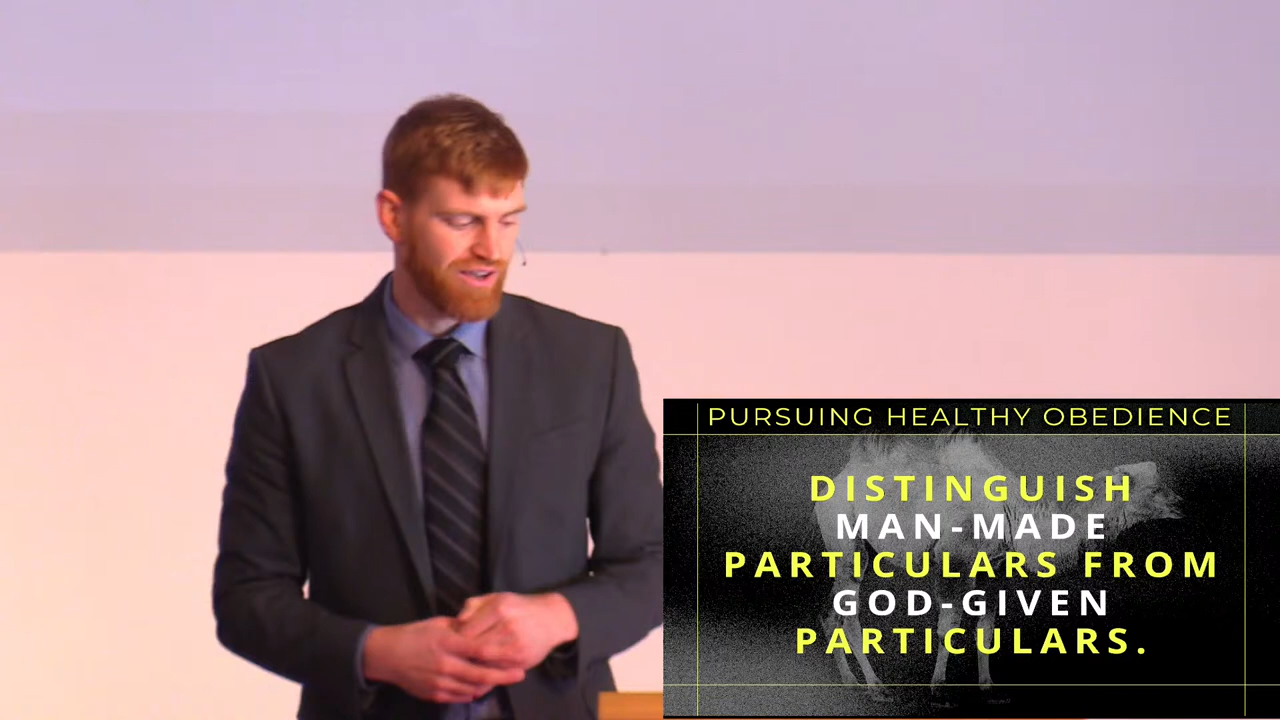 PURSUING HEALTHY OBEDIENCE
DISTINGUISH
MAN-MADE
PARTICULARS FROM
GOD-GIVEN
PARTICULARS.